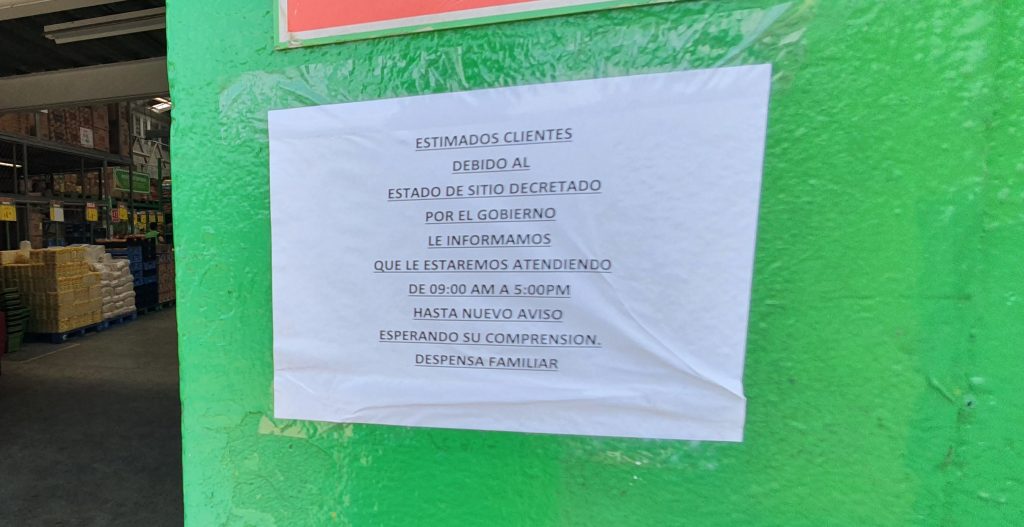 ESTIMADOS CLIENTES
DEBIDO AL
ESTADO DE SITIO DECRETADO
POR EL GOBIERNO
LE INFORMAMOS
QUE LE ESTAREMOS ATENDIENDO
DE 09:00 AM A 5:00PM
HASTA NUEVO AVISO
ESPERANDO SU COMPRENSION.
DESPENSA FAMILIAR